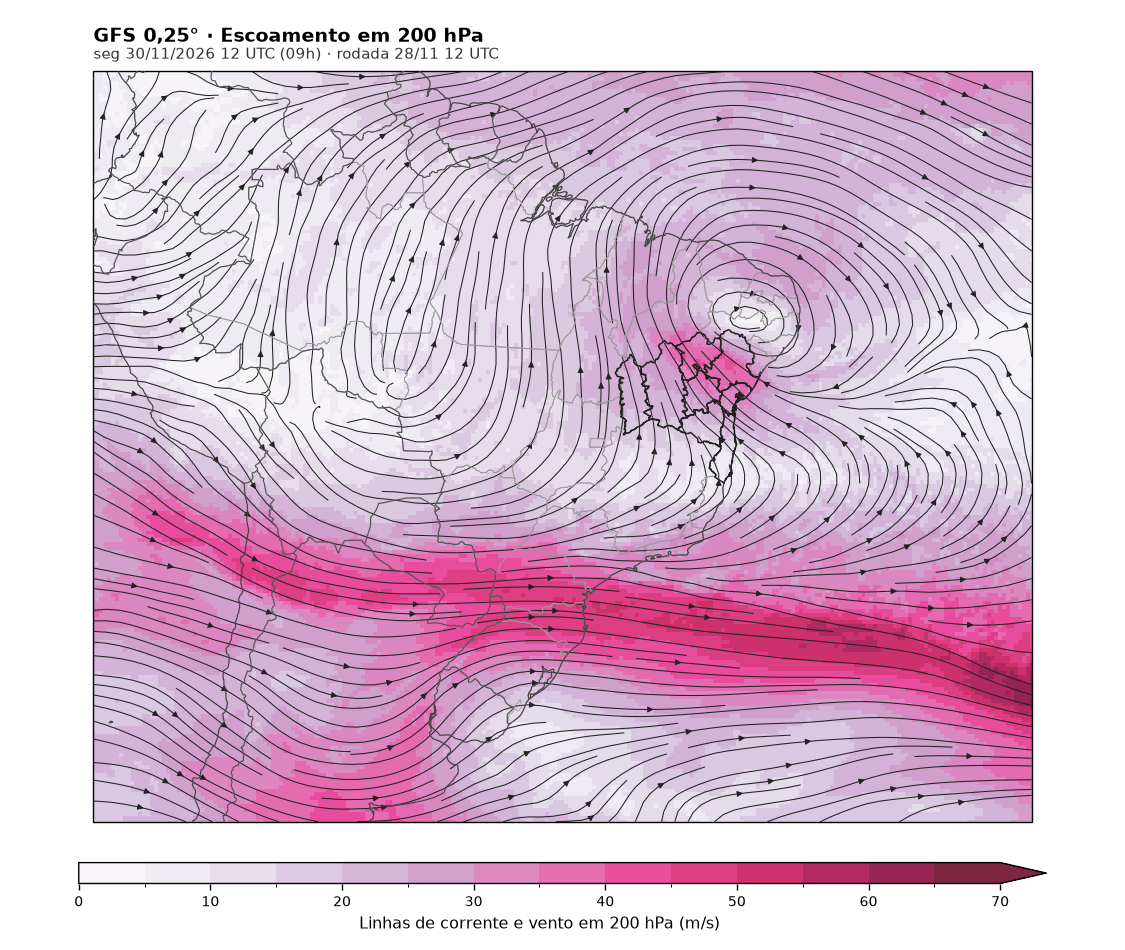 GFS 0,25° · Escoamento em 200 hPa
seg 30/11/2026 12 UTC (09h) · rodada 28/11 12 UTC
0 10 20 30 40 50 60 70
Linhas de corrente e vento em 200 hPa (m/s)